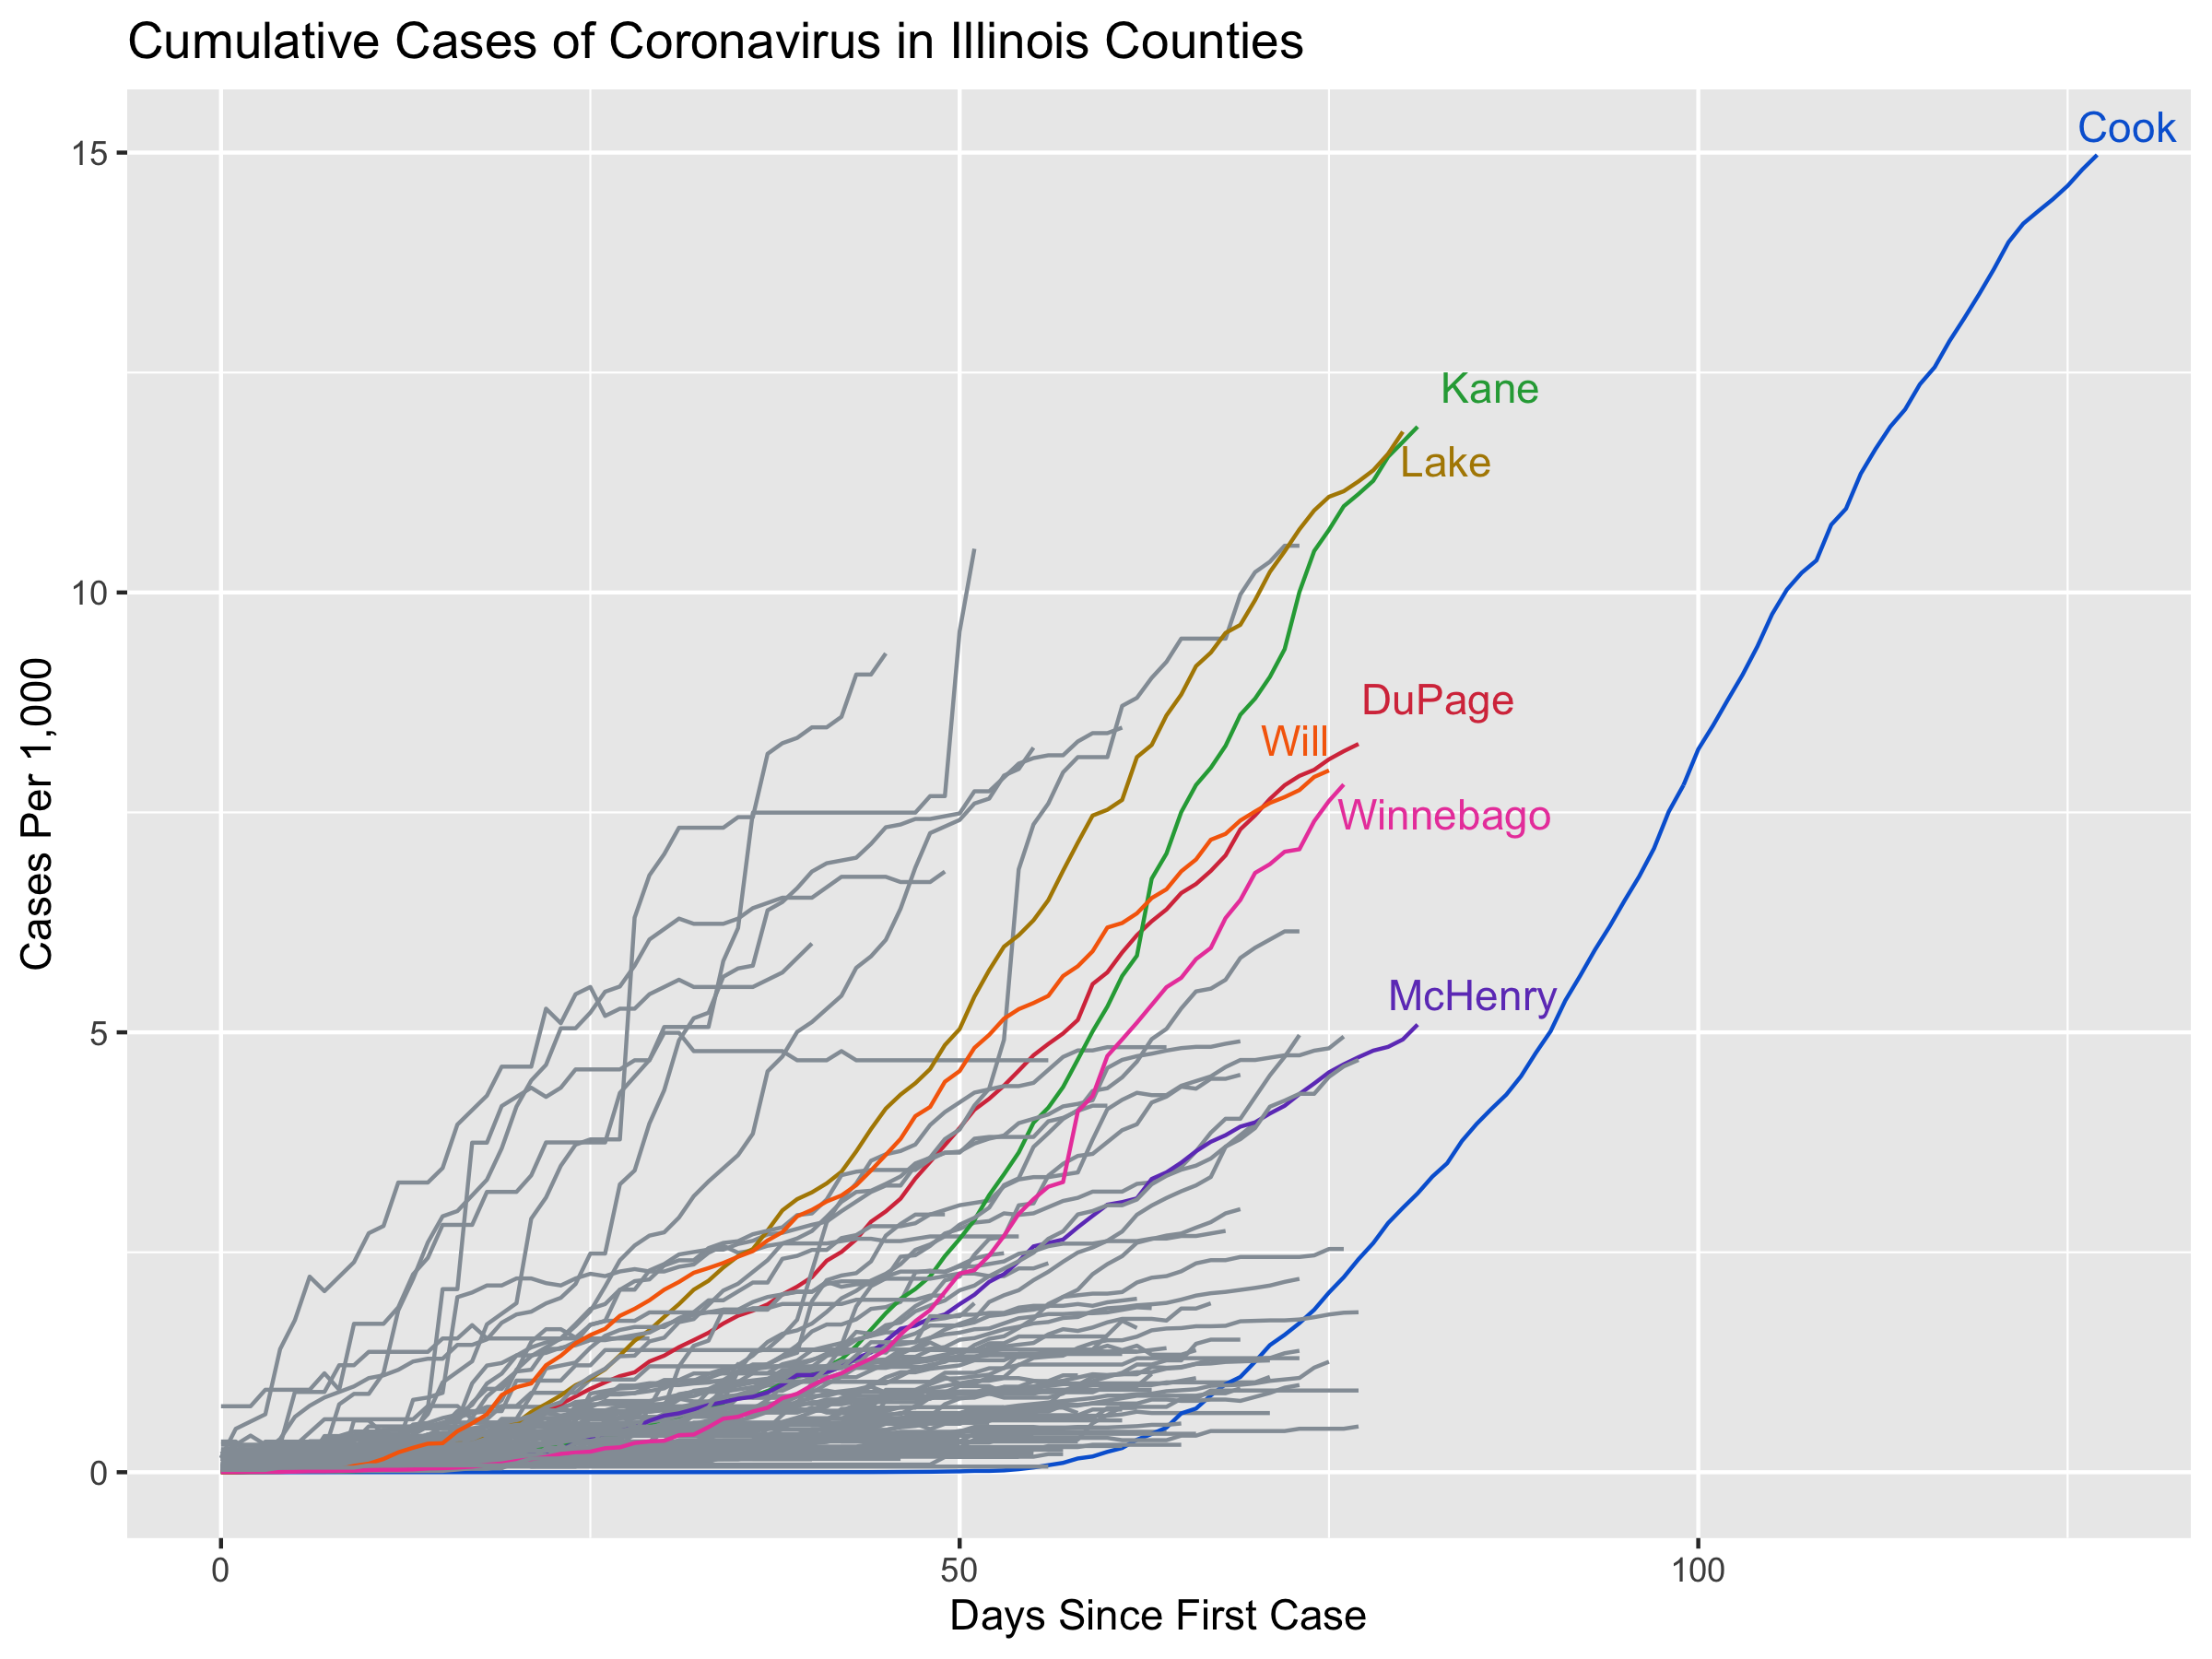 Cumulative Cases of Coronavirus in Illinois Counties
Cook
15
Kane
Lake
10
DuPage
Will
Winnebago
Cases Per 1,000
McHenry
5
0
0 50 100
Days Since First Case